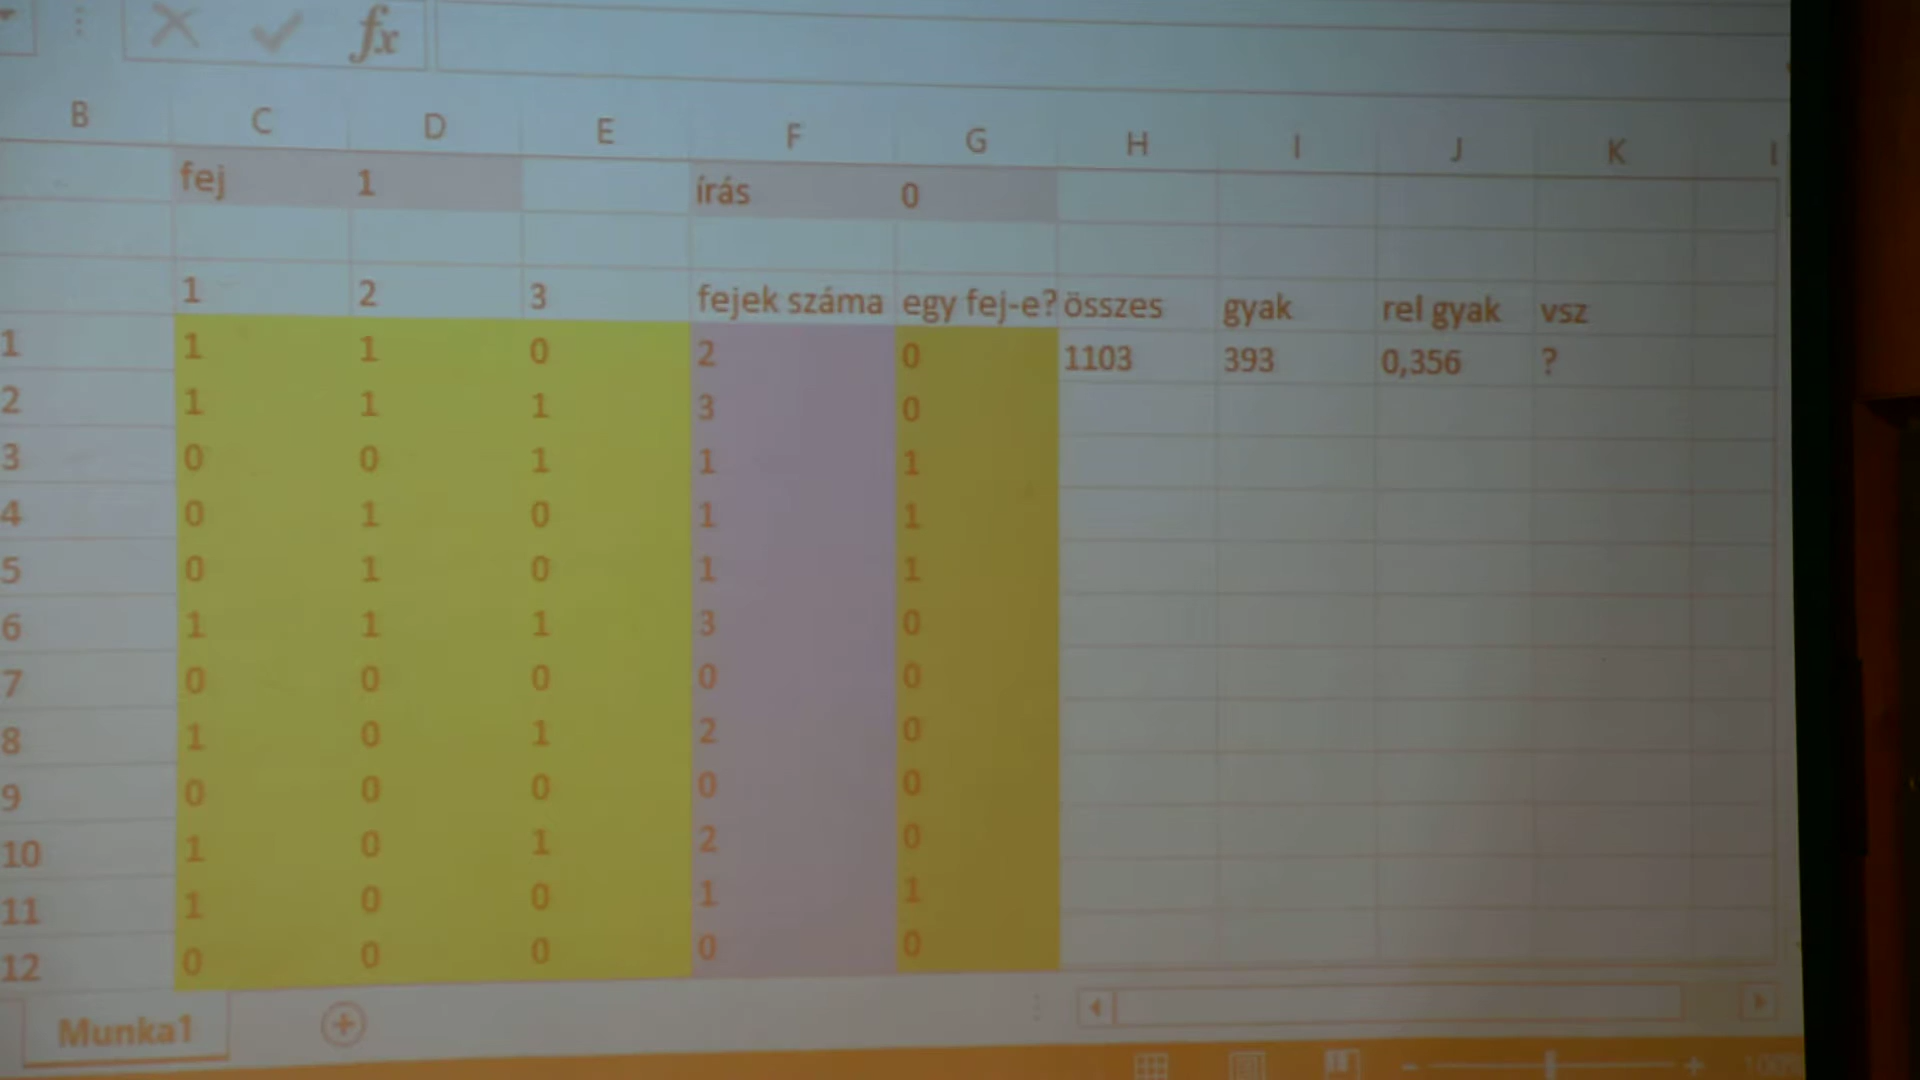 fx
B C D E F G H I J K
fej 1 írás 0
1 2 3 fejek száma egy fej-e? összes gyak rel gyak vsz
1 1 1 0 2 0 1103 393 0,356 ?
2 1 1 1 3 0
3 0 0 1 1 1
4 0 1 0 1 1
5 0 1 0 1 1
6 1 1 1 3 0
7 0 0 0 0 0
8 1 0 1 2 0
9 0 0 0 0 0
10 1 0 1 2 0
11 1 0 0 1 1
12 0 0 0 0 0
Munka1